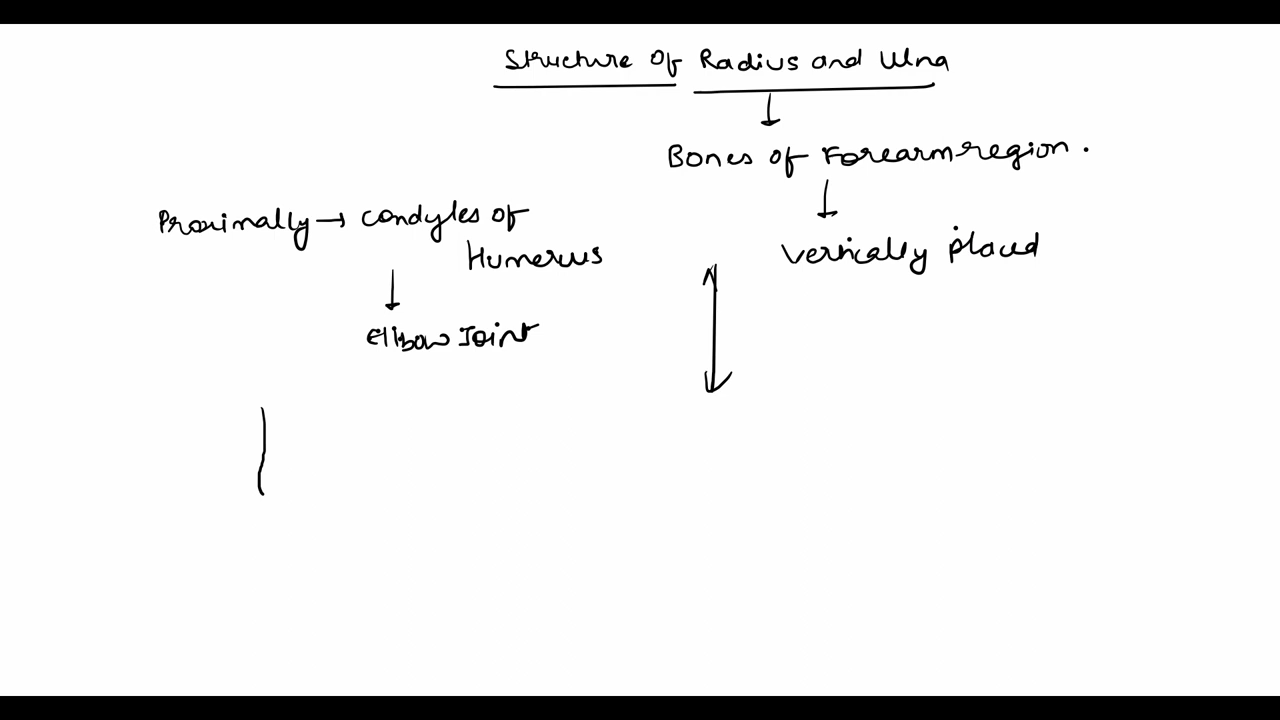 Structure Of Radius and Ulna
↓
Bones of Forearm region.
↓
Proximally → Condyles of
Humerus
Vertically placed
↓
Elbow Joint